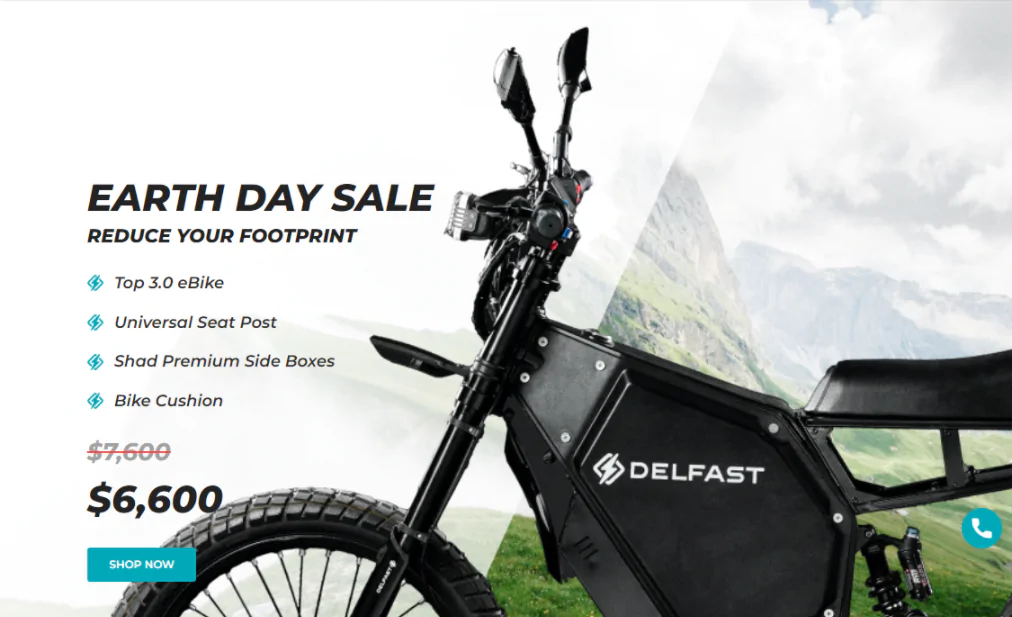 EARTH DAY SALE
REDUCE YOUR FOOTPRINT
Top 3.0 eBike
Universal Seat Post
Shad Premium Side Boxes
Bike Cushion
$7,600
$6,600
SHOP NOW
DELFAST
DELFAST